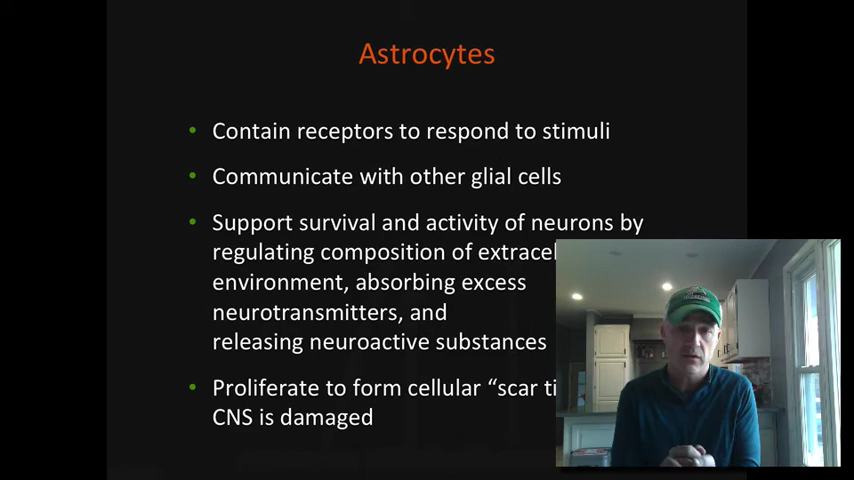 Astrocytes
• Contain receptors to respond to stimuli
• Communicate with other glial cells
• Support survival and activity of neurons by
regulating composition of
environment, absorbing excess
neurotransmitters, and
releasing neuroactive substances
• Proliferate to form cellular “scar
CNS is damaged